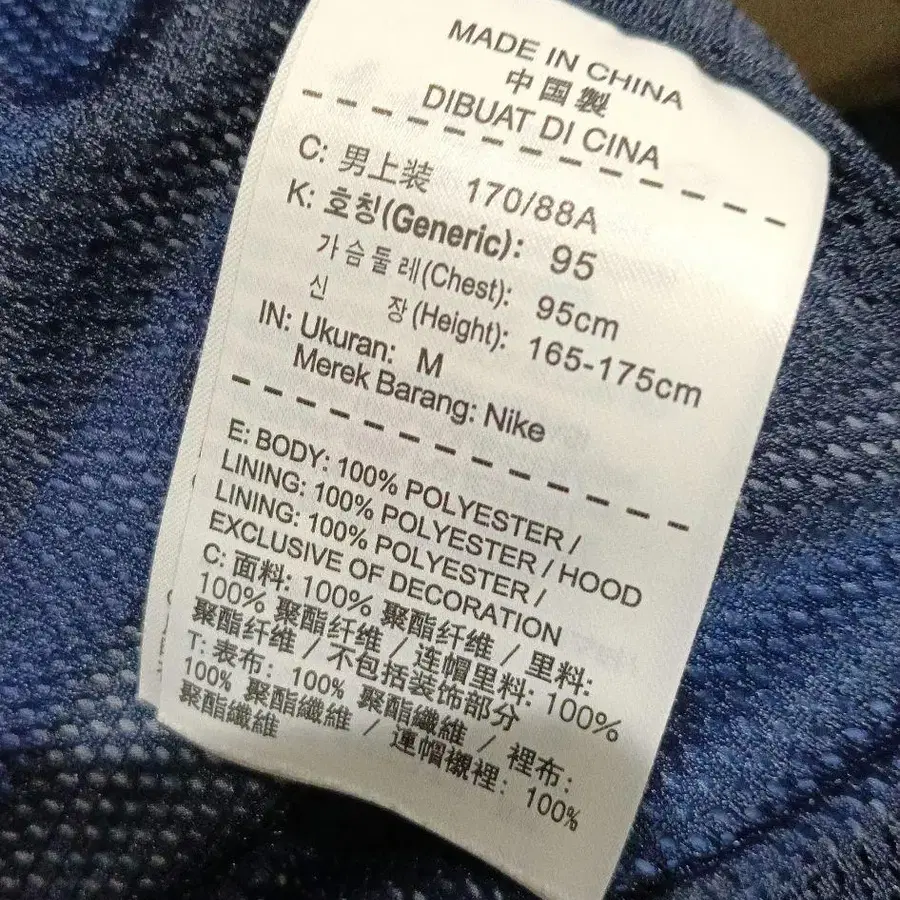 MADE IN CHINA
中国製
DIBUAT DI CINA
C: 男上装 170/88A
K: 호칭(Generic): 95
가슴둘레(Chest): 95cm
신 장(Height): 165-175cm
IN: Ukuran: M
Merek Barang: Nike
E: BODY: 100% POLYESTER /
LINING: 100% POLYESTER / HOOD
LINING: 100% POLYESTER /
EXCLUSIVE OF DECORATION
C: 面料: 100% 聚酯纤维 / 里料:
100% 聚酯纤维 / 连帽里料: 100%
聚酯纤维 / 不包括装饰部分
T: 表布: 100% 聚酯纖維 / 裡布:
100% 聚酯纖維 / 連帽襯裡: 100%
聚酯纖維